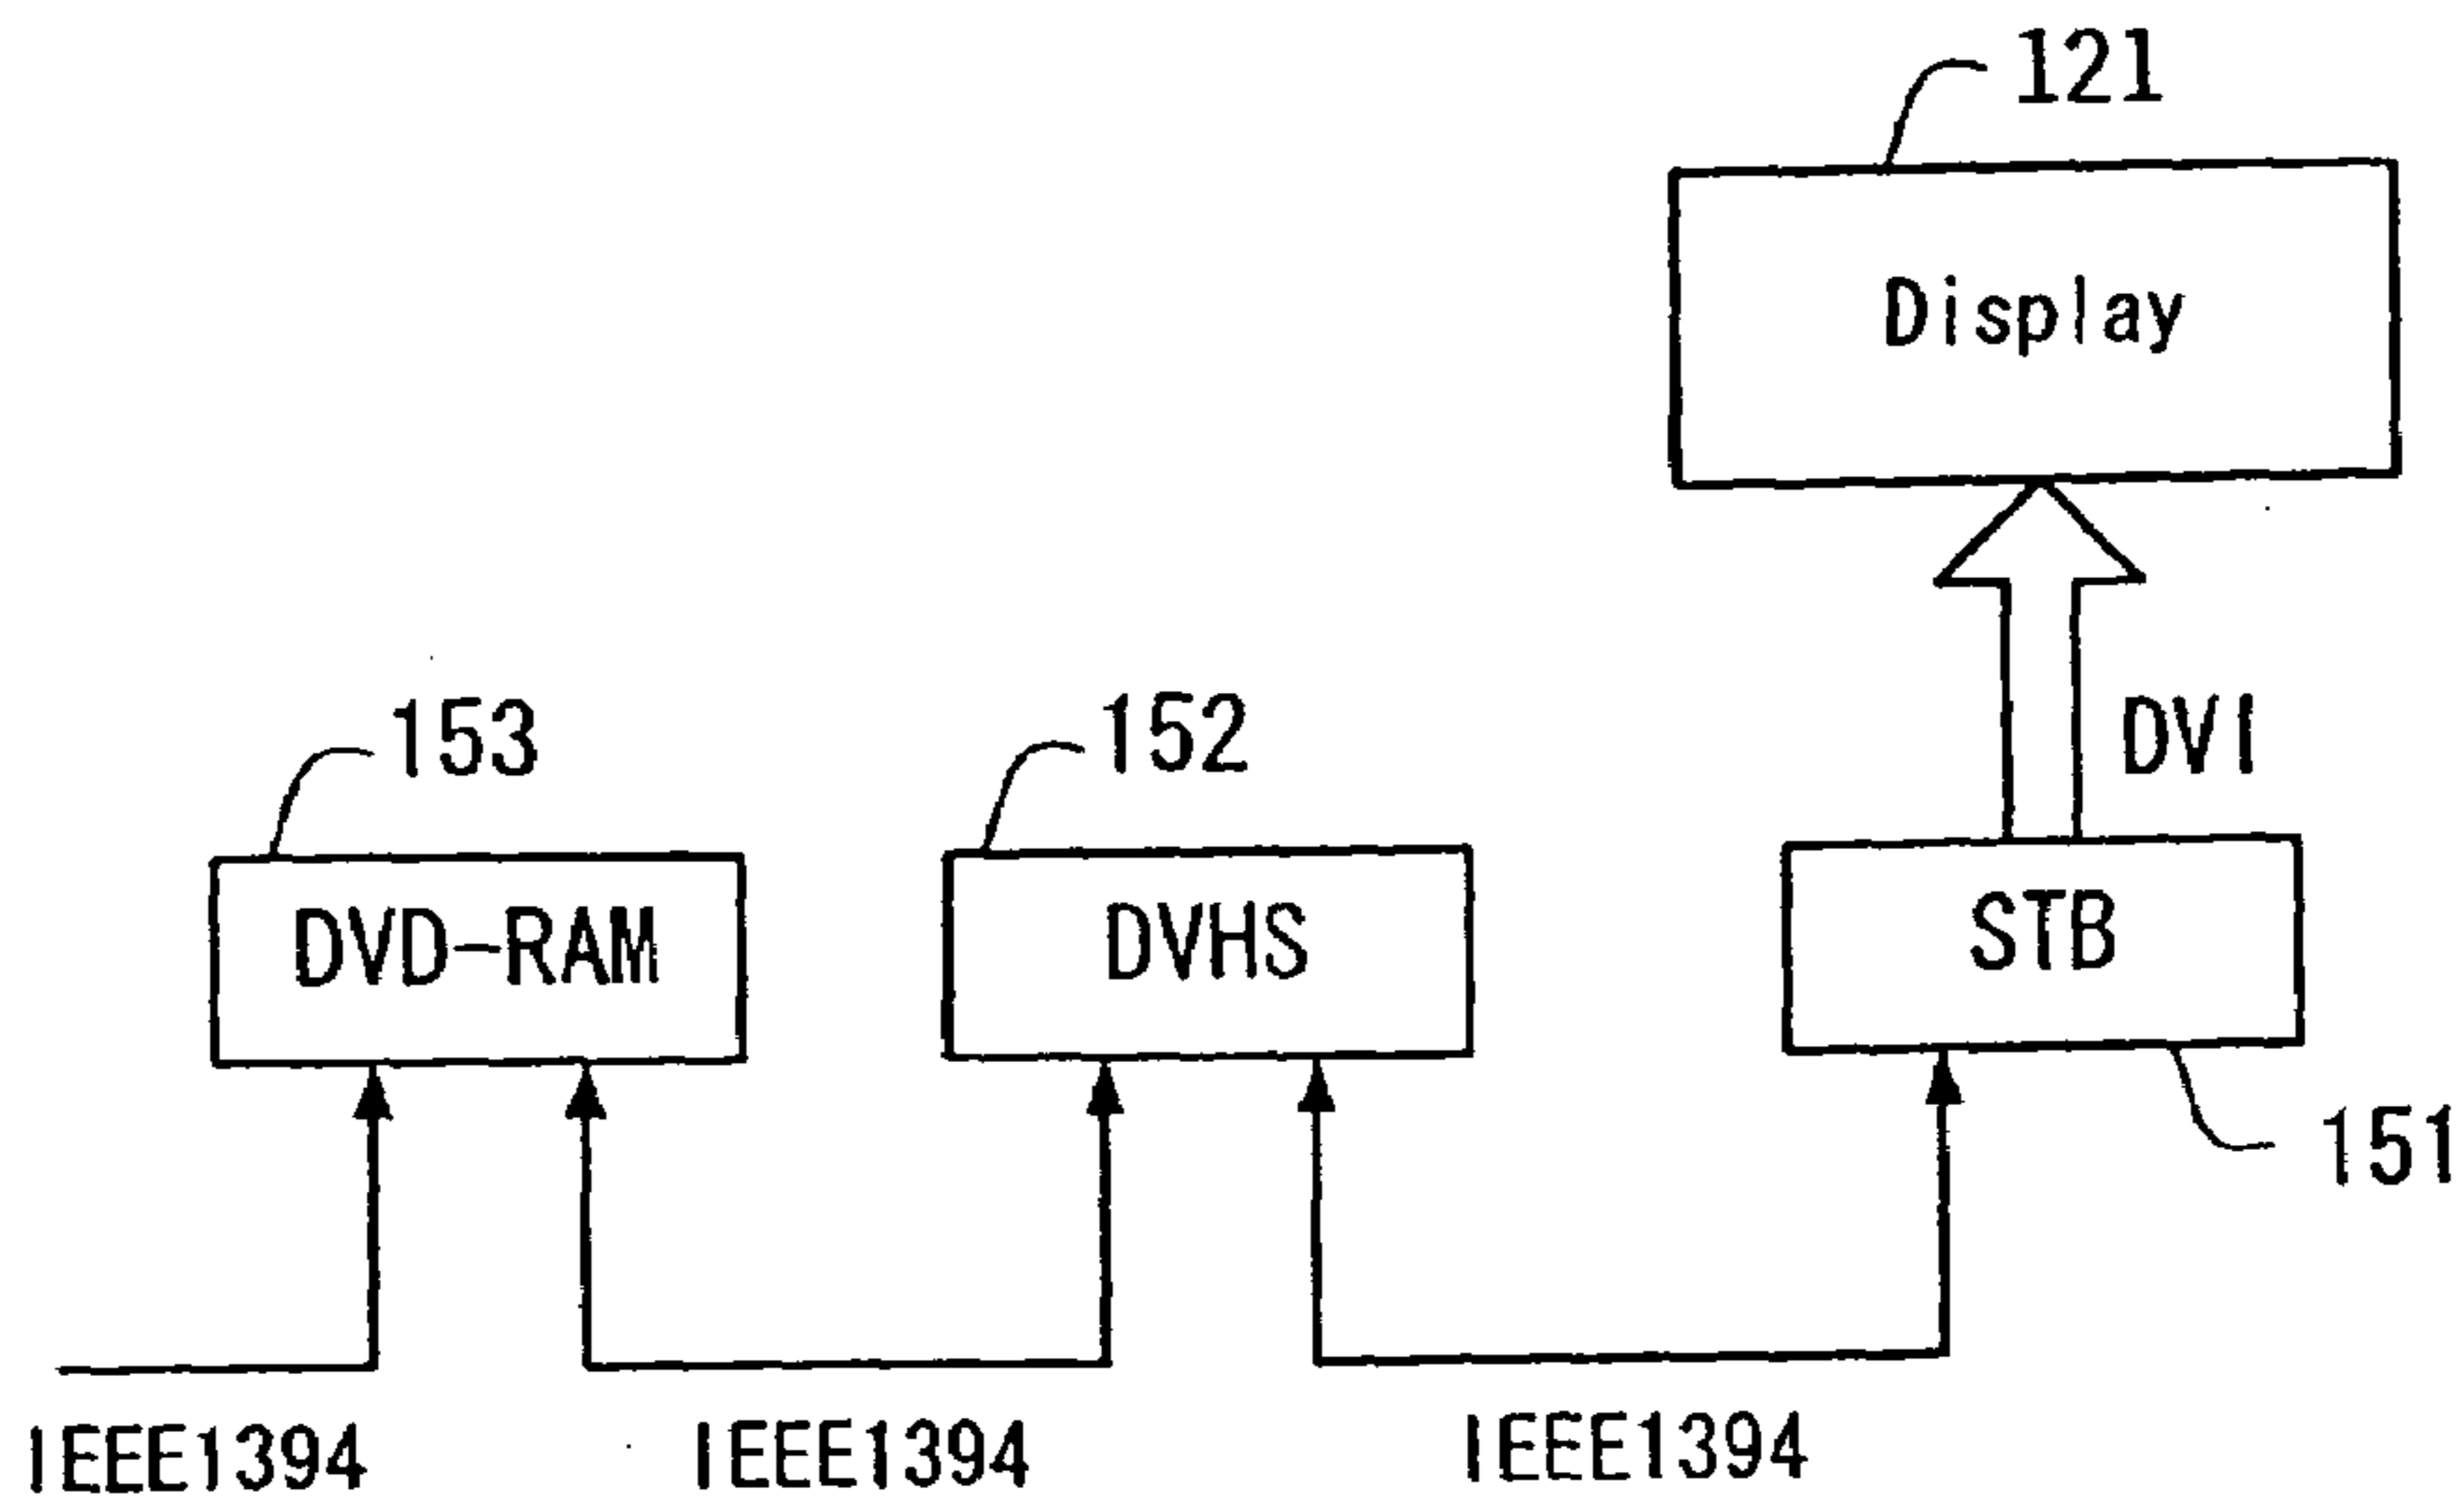 121
Display
DVI
153
152
DVD-RAM
DVHS
STB
151
IEEE1394
IEEE1394
IEEE1394